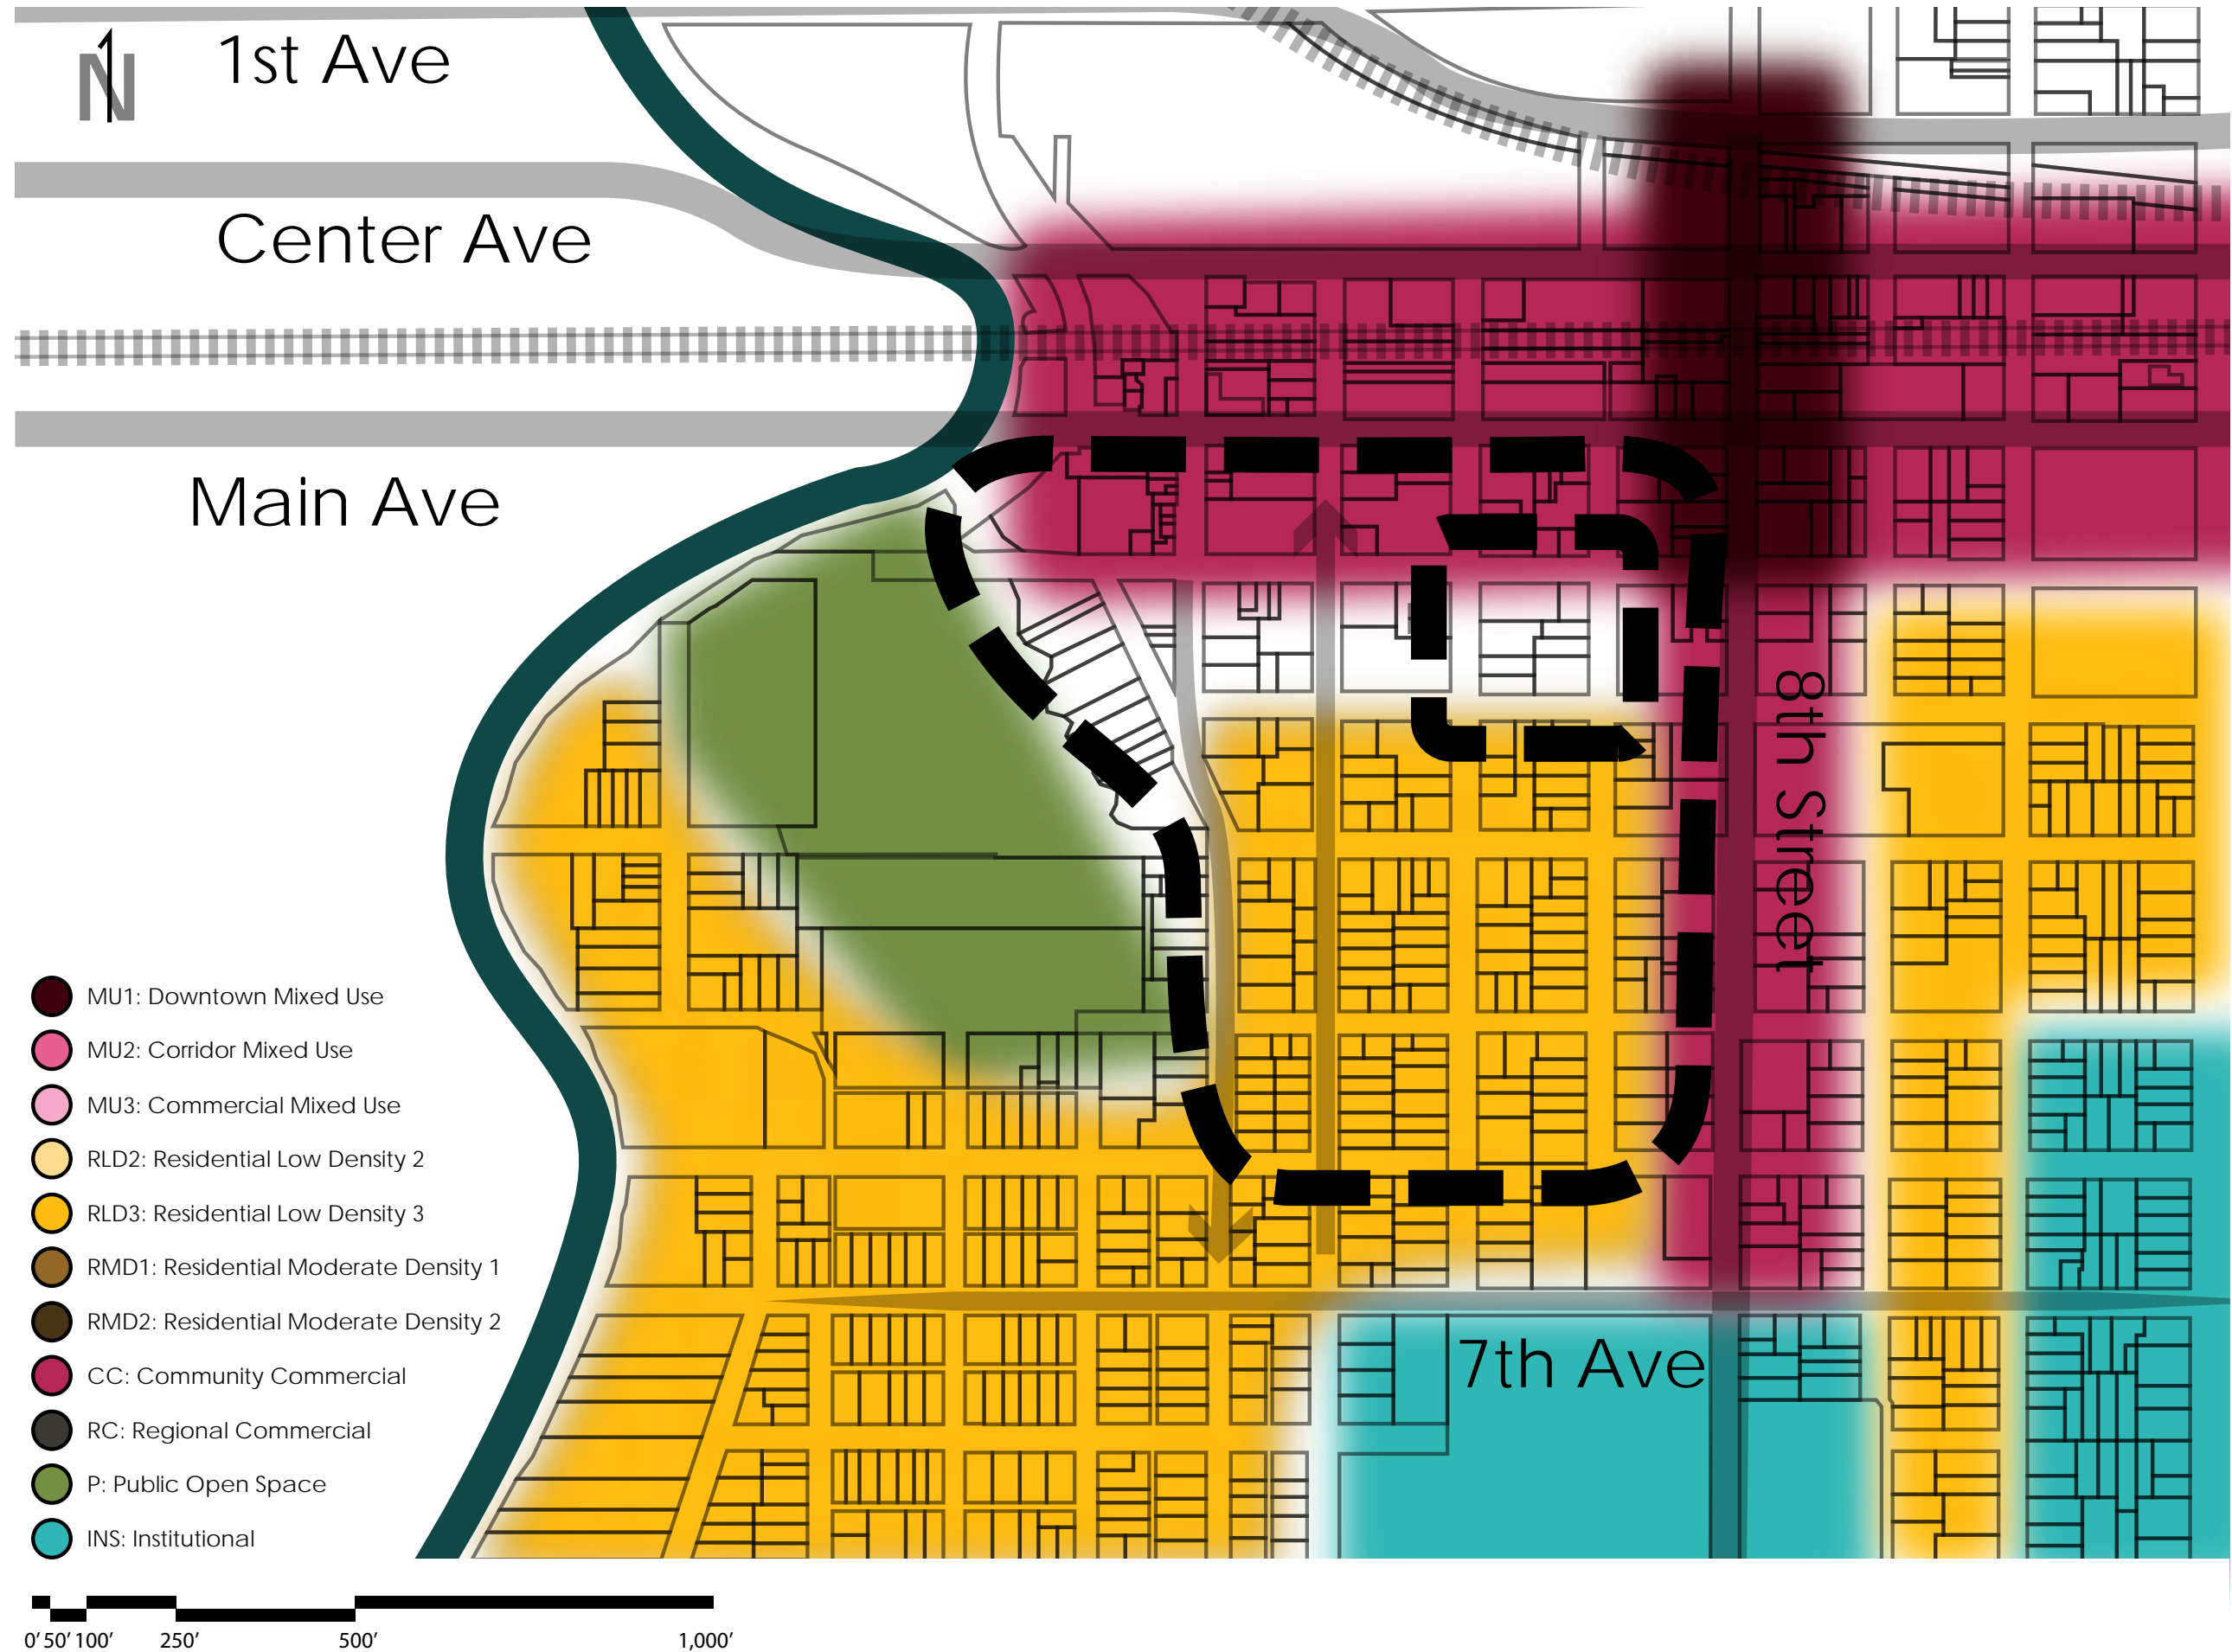 1st Ave
N
Center Ave
Main Ave
8th Street
7th Ave
MU1: Downtown Mixed Use
MU2: Corridor Mixed Use
MU3: Commercial Mixed Use
RLD2: Residential Low Density 2
RLD3: Residential Low Density 3
RMD1: Residential Moderate Density 1
RMD2: Residential Moderate Density 2
CC: Community Commercial
RC: Regional Commercial
P: Public Open Space
INS: Institutional
0' 50' 100' 250' 500' 1,000'